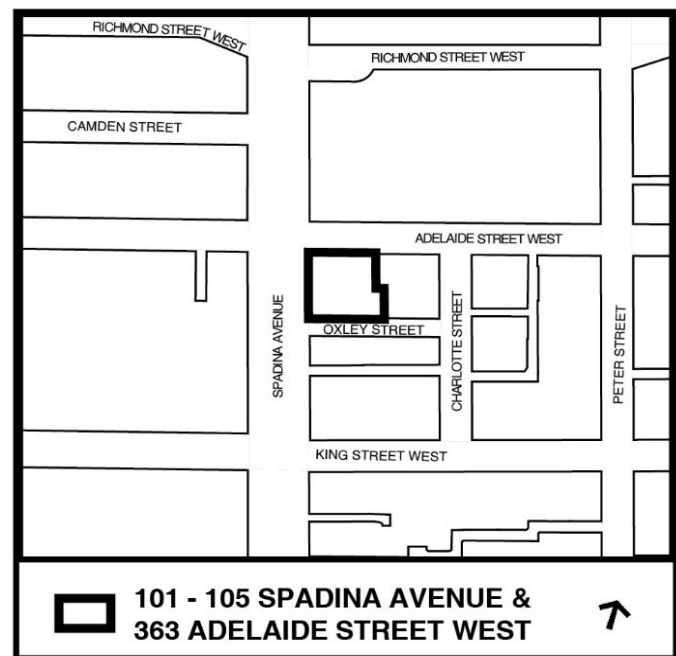 RICHMOND STREET WEST
RICHMOND STREET WEST
CAMDEN STREET
ADELAIDE STREET WEST
SPADINA AVENUE
OXLEY STREET
CHARLOTTE STREET
PETER STREET
KING STREET WEST
101 - 105 SPADINA AVENUE &
363 ADELAIDE STREET WEST